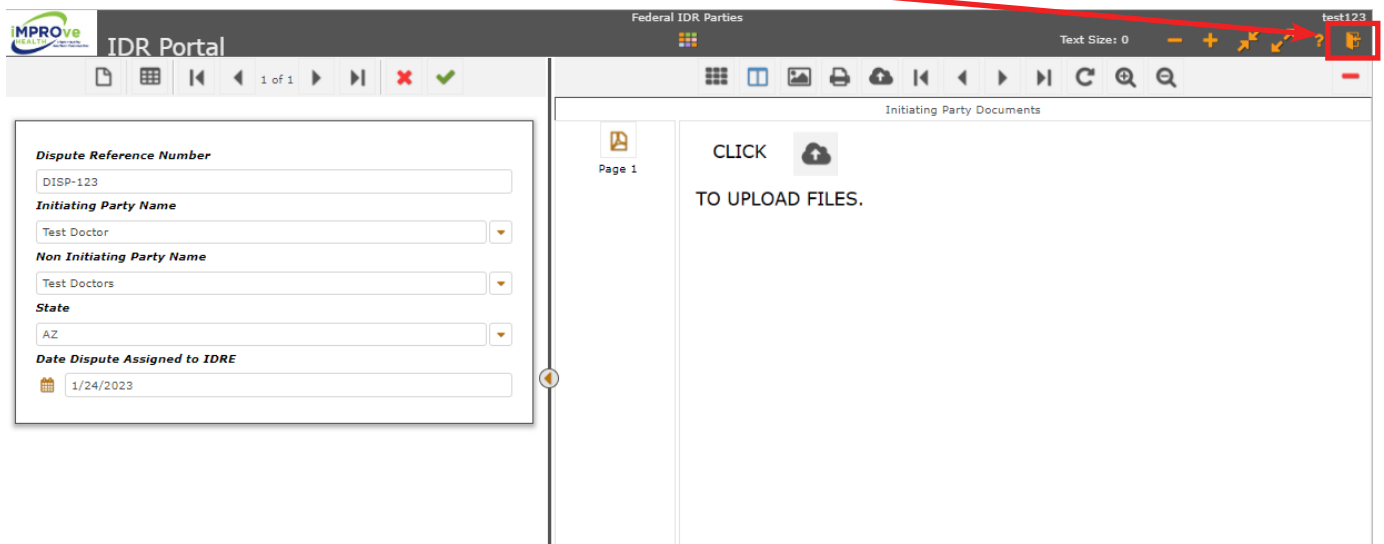 Federal IDR Parties
test123
iMPROve
HEALTH
IDR Portal
Text Size: 0
?
1 of 1
Initiating Party Documents
Dispute Reference Number
DISP-123
Initiating Party Name
Test Doctor
Non Initiating Party Name
Test Doctors
State
AZ
Date Dispute Assigned to IDRE
1/24/2023
Page 1
CLICK
TO UPLOAD FILES.